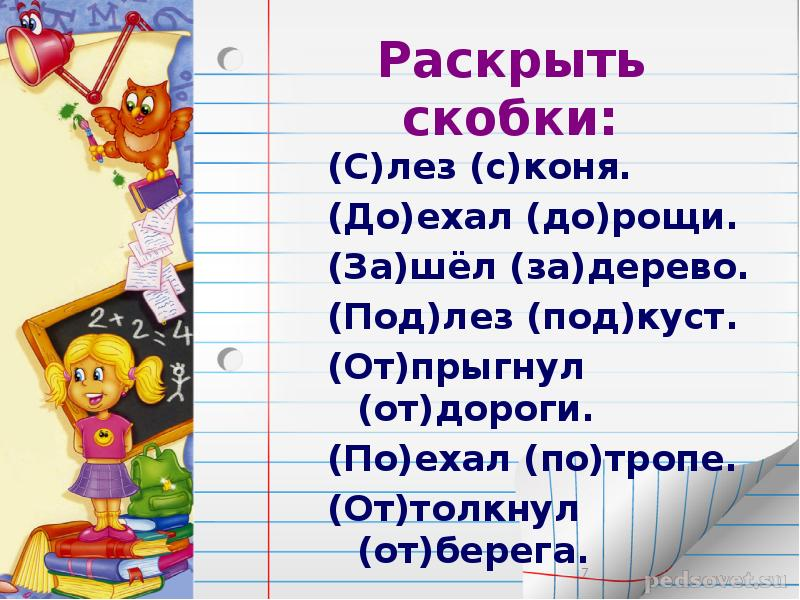 Раскрыть
скобки:
(С)лез (с)коня.
(До)ехал (до)рощи.
(За)шёл (за)дерево.
(Под)лез (под)куст.
(От)прыгнул
(от)дороги.
(По)ехал (по)тропе.
(От)толкнул
(от)берега.
7
pedsovet.su
2+2=4